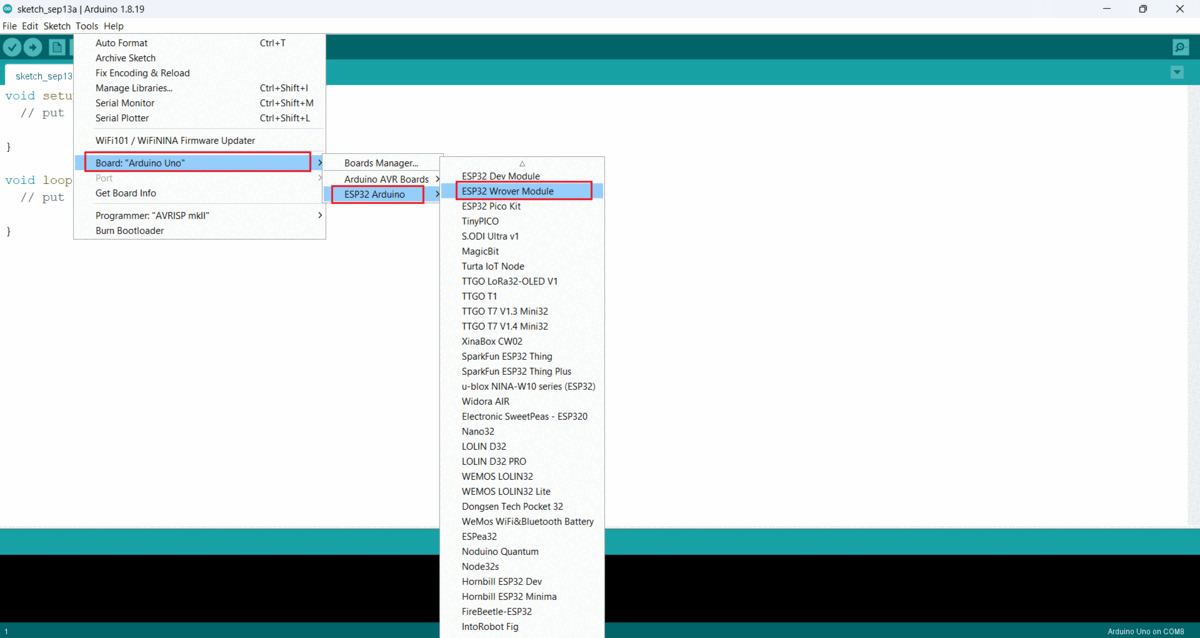 sketch_sep13a | Arduino 1.8.19
File Edit Sketch Tools Help
sketch_sep13
void setu
// put
}
void loop
// put
}
Auto Format Ctrl+T
Archive Sketch
Fix Encoding & Reload
Manage Libraries... Ctrl+Shift+I
Serial Monitor Ctrl+Shift+M
Serial Plotter Ctrl+Shift+L
WiFi101 / WiFiNINA Firmware Updater
Board: "Arduino Uno"
Port
Get Board Info
Programmer: "AVRISP mkII"
Burn Bootloader
Boards Manager...
Arduino AVR Boards
ESP32 Arduino
ESP32 Dev Module
ESP32 Wrover Module
ESP32 Pico Kit
TinyPICO
S.ODI Ultra v1
MagicBit
Turta IoT Node
TTGO LoRa32-OLED V1
TTGO T1
TTGO T7 V1.3 Mini32
TTGO T7 V1.4 Mini32
XinaBox CW02
SparkFun ESP32 Thing
SparkFun ESP32 Thing Plus
u-blox NINA-W10 series (ESP32)
Widora AIR
Electronic SweetPeas - ESP320
Nano32
LOLIN D32
LOLIN D32 PRO
WEMOS LOLIN32
WEMOS LOLIN32 Lite
Dongsen Tech Pocket 32
WeMos WiFi&Bluetooth Battery
ESPea32
Noduino Quantum
Node32s
Hornbill ESP32 Dev
Hornbill ESP32 Minima
FireBeetle-ESP32
IntoRobot Fig
1
Arduino Uno on COM8